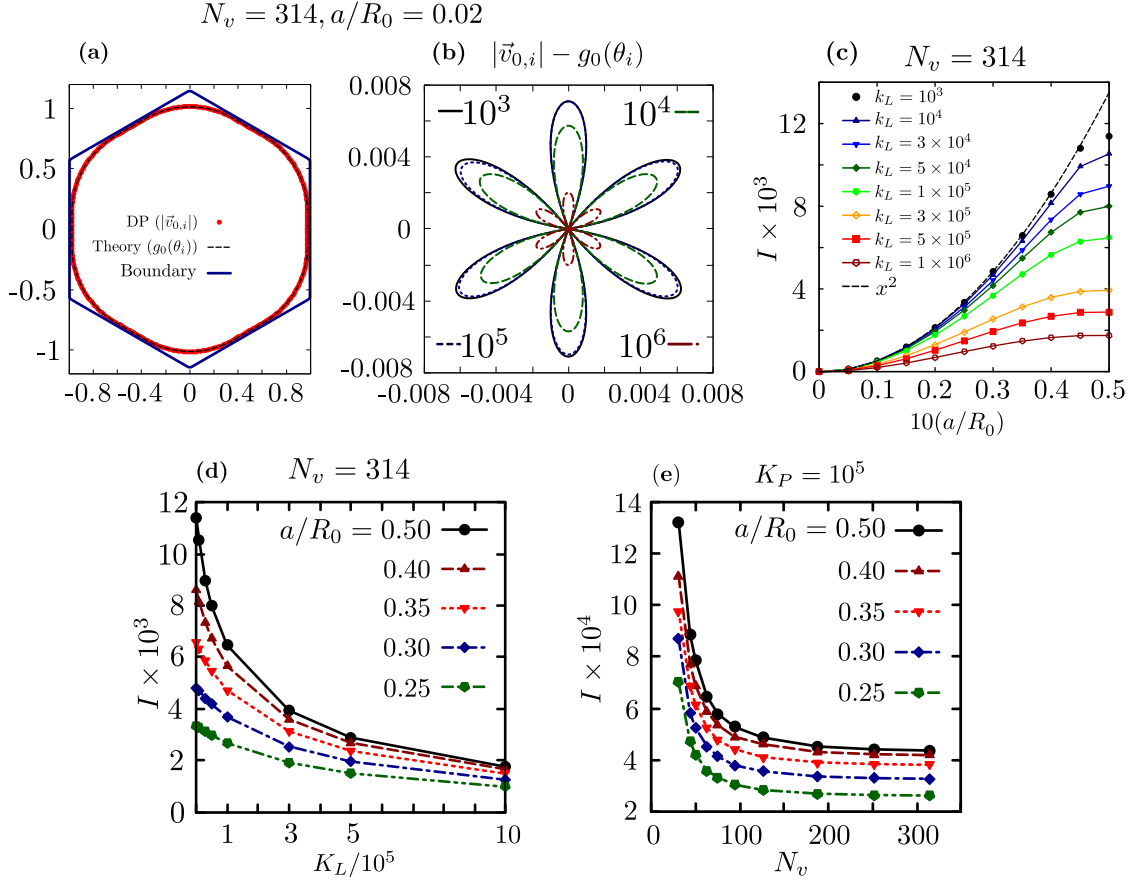 N_v = 314, a/R_0 = 0.02
(a)
1
0.5
0
-0.5
-1
-0.8 -0.4 0 0.4 0.8
DP (|v⃗_{0,i}|)
Theory (g_0(θ_i))
Boundary
(b) |v⃗_{0,i}| − g_0(θ_i)
0.008
0.004
0
-0.004
-0.008
-0.008 -0.004 0 0.004 0.008
10^3
10^4
10^5
10^6
(c) N_v = 314
I × 10^3
12
8
4
0
0 0.1 0.2 0.3 0.4 0.5
10(a/R_0)
k_L = 10^3
k_L = 10^4
k_L = 3 × 10^4
k_L = 5 × 10^4
k_L = 1 × 10^5
k_L = 3 × 10^5
k_L = 5 × 10^5
k_L = 1 × 10^6
x^2
(d) N_v = 314
I × 10^3
12
10
8
6
4
2
0
1 3 5 10
K_L/10^5
a/R_0 = 0.50
0.40
0.35
0.30
0.25
(e) K_P = 10^5
I × 10^4
14
12
10
8
6
4
2
0 50 100 150 200 250 300
N_v
a/R_0 = 0.50
0.40
0.35
0.30
0.25